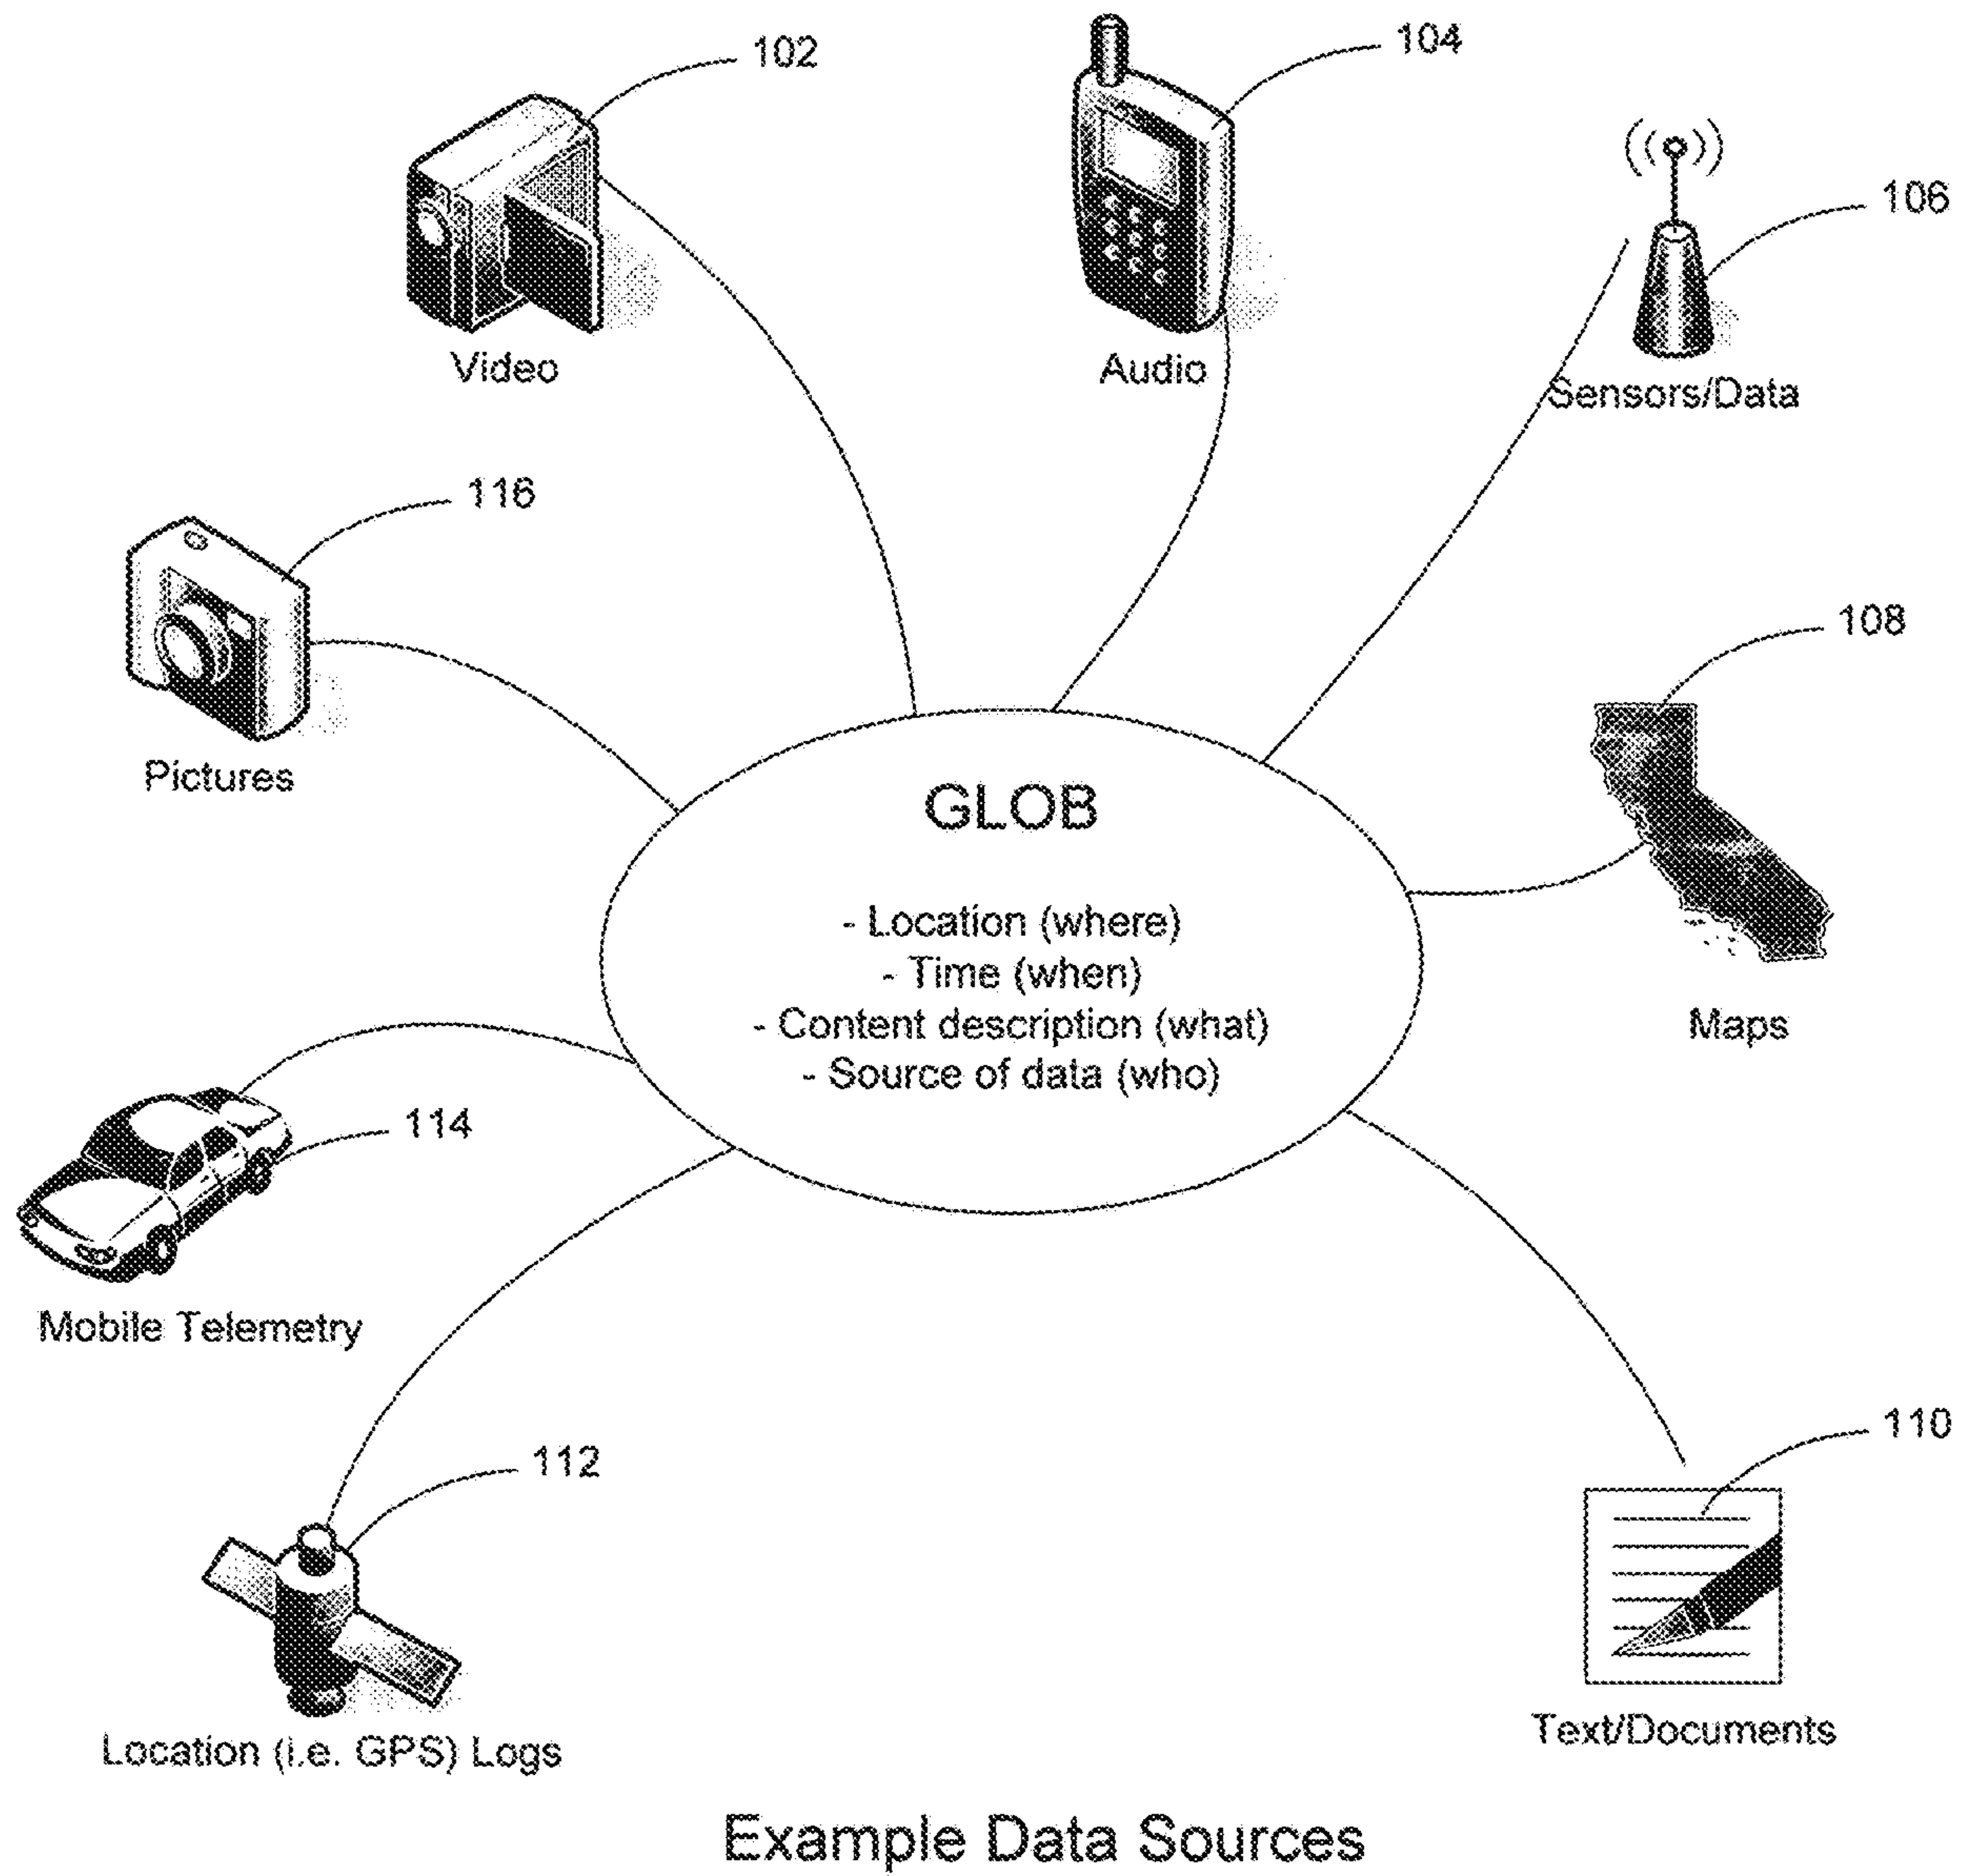 102
104
106
Video
Audio
Sensors/Data
116
108
Pictures
GLOB
- Location (where)
- Time (when)
- Content description (what)
- Source of data (who)
Maps
114
Mobile Telemetry
110
112
Text/Documents
Location (i.e. GPS) Logs
Example Data Sources